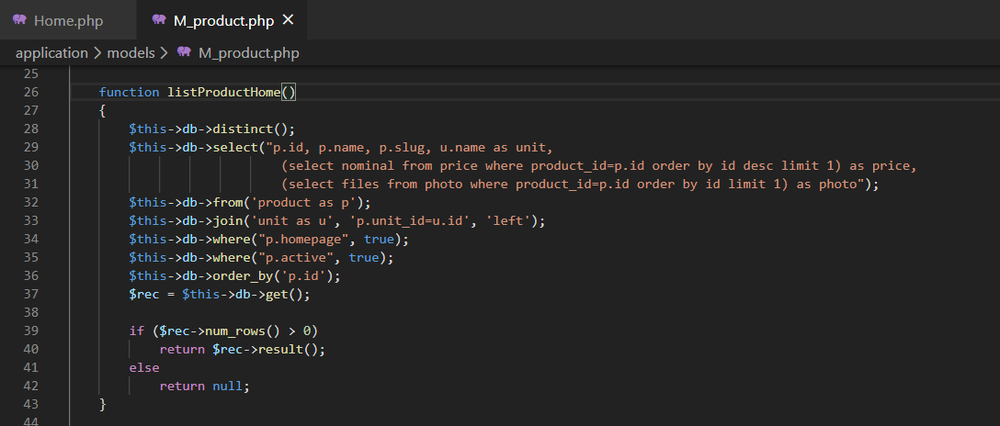 Home.php M_product.php ×
application > models > M_product.php
25
26 function listProductHome()
27 {
28 $this->db->distinct();
29 $this->db->select("p.id, p.name, p.slug, u.name as unit,
30 (select nominal from price where product_id=p.id order by id desc limit 1) as price,
31 (select files from photo where product_id=p.id order by id limit 1) as photo");
32 $this->db->from('product as p');
33 $this->db->join('unit as u', 'p.unit_id=u.id', 'left');
34 $this->db->where("p.homepage", true);
35 $this->db->where("p.active", true);
36 $this->db->order_by('p.id');
37 $rec = $this->db->get();
38
39 if ($rec->num_rows() > 0)
40 return $rec->result();
41 else
42 return null;
43 }
44